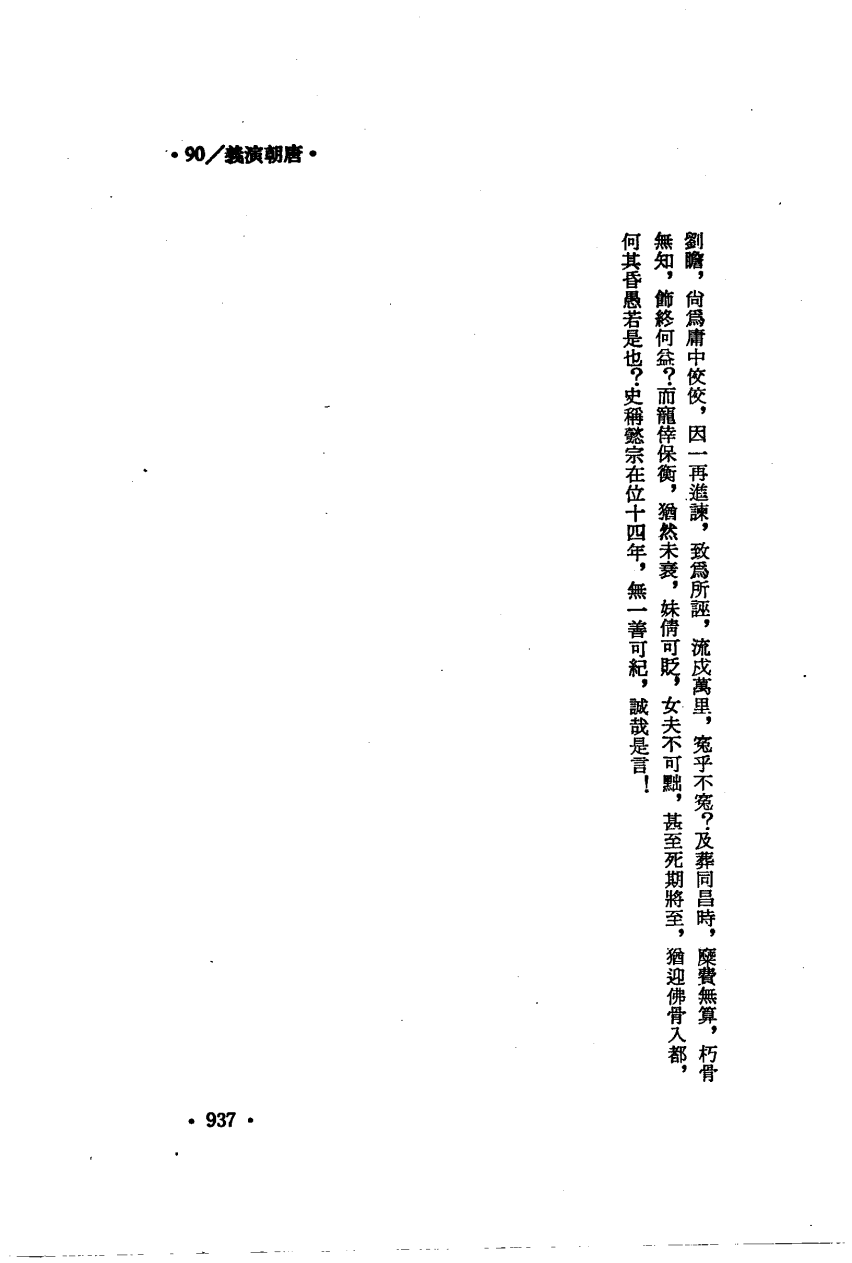 •90/義演朝唐•
劉瞻，尙爲庸中佼佼，因一再進諫，致爲所誣，流戍萬里，寃乎不寃？及葬同昌時，糜費無算，朽骨
無知，飾終何益？而寵倖保衡，猶然未衰，妹倩可貶，女夫不可黜，甚至死期將至，猶迎佛骨入都，
何其昏愚若是也？史稱懿宗在位十四年，無一善可紀，誠哉是言！
•937•